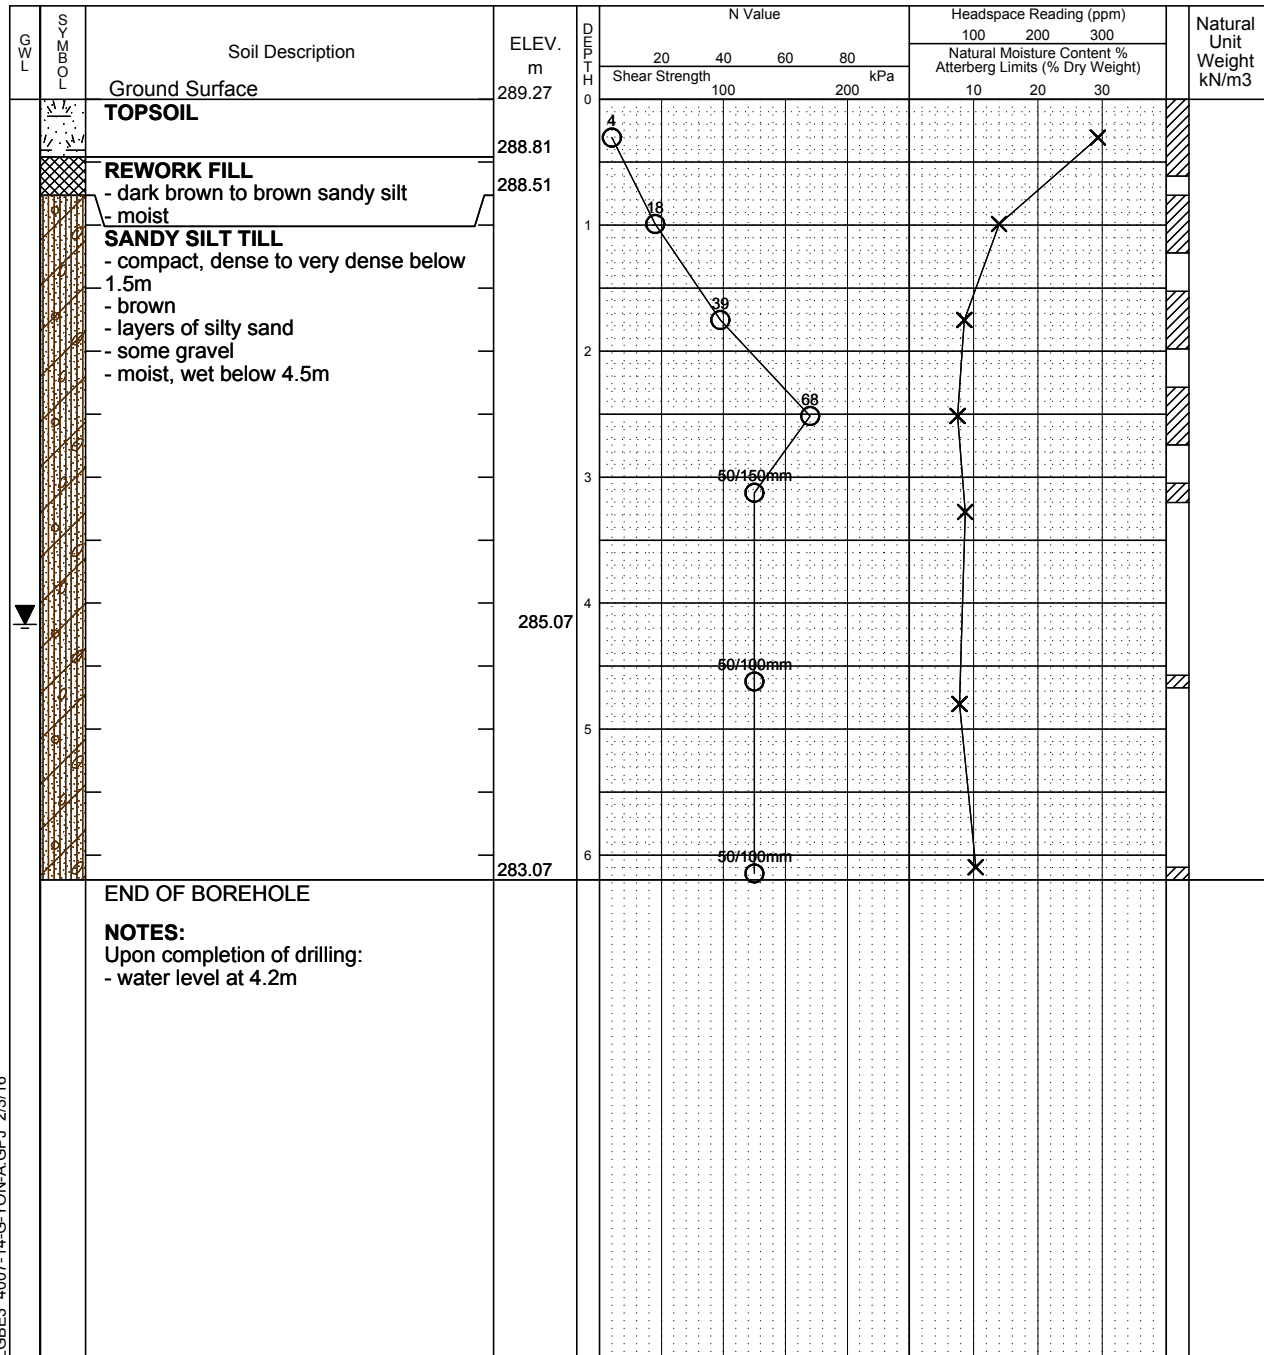 GWL
SYMBOL
Soil Description
Ground Surface
ELEV.
m
289.27
DEPTH
N Value
20 40 60 80
Shear Strength kPa
100 200
Headspace Reading (ppm)
100 200 300
Natural Moisture Content %
Atterberg Limits (% Dry Weight)
10 20 30
Natural
Unit
Weight
kN/m3
0
TOPSOIL
4
288.81
REWORK FILL
288.51
- dark brown to brown sandy silt
- moist
18
1
SANDY SILT TILL
- compact, dense to very dense below
1.5m
- brown
39
- layers of silty sand
- some gravel
2
- moist, wet below 4.5m
68
50/150mm
3
4
285.07
50/100mm
5
50/100mm
6
283.07
END OF BOREHOLE
NOTES:
Upon completion of drilling:
- water level at 4.2m